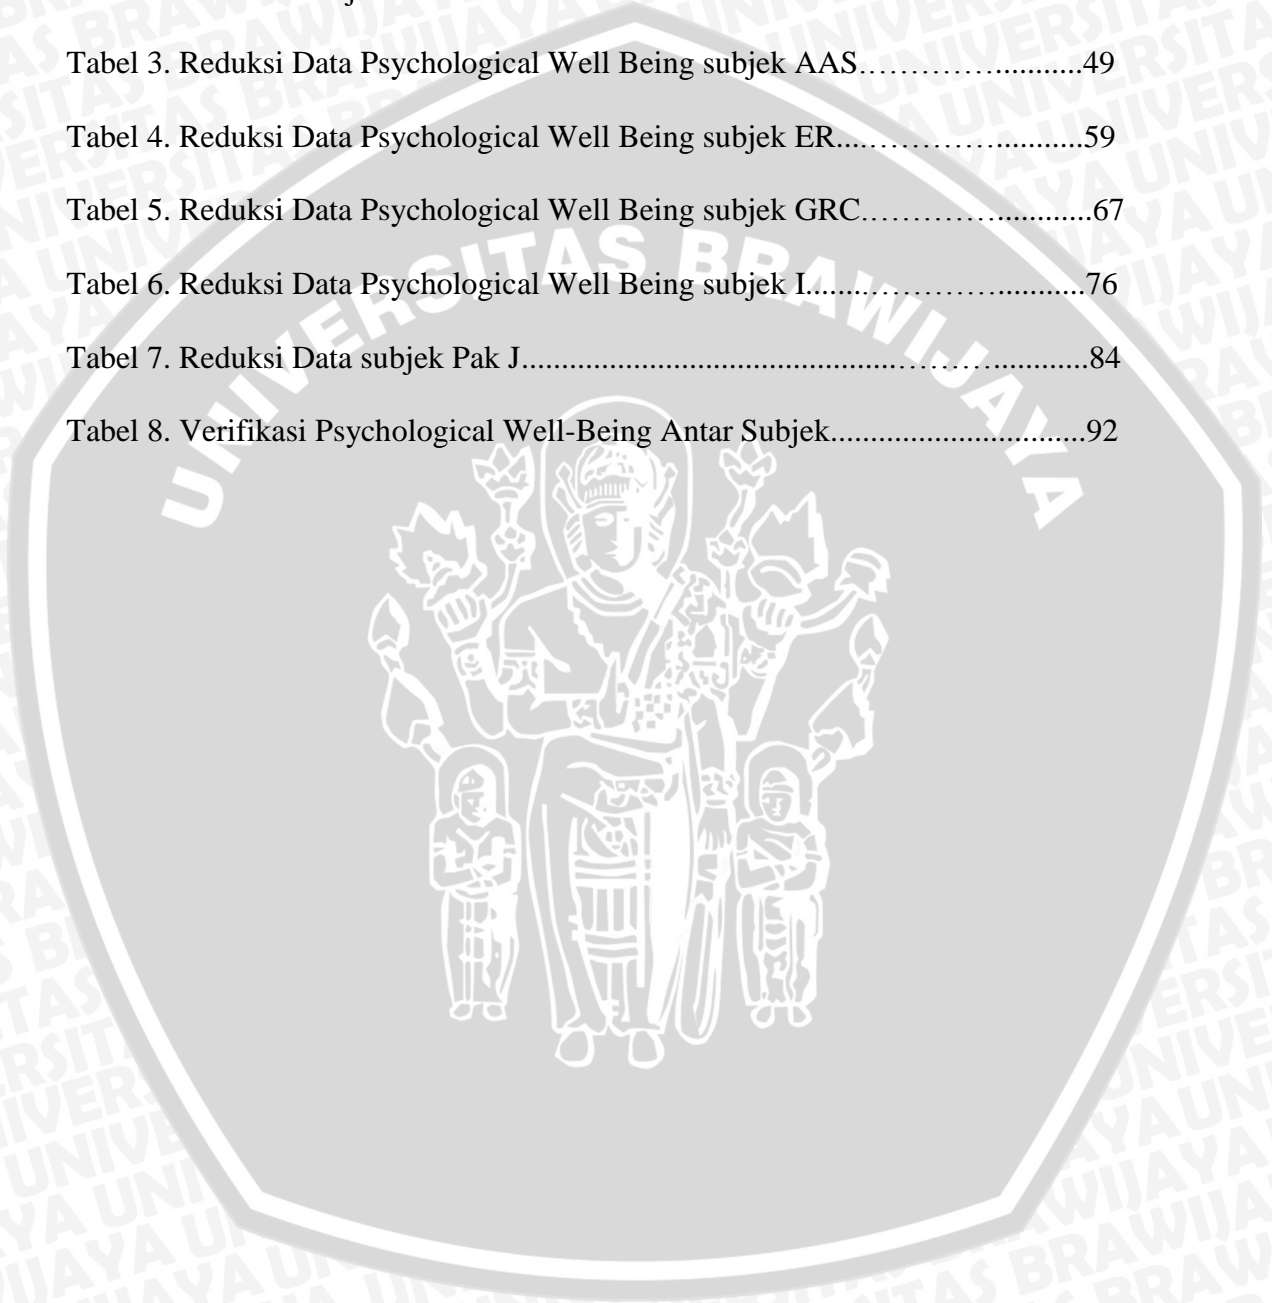 Tabel 3. Reduksi Data Psychological Well Being subjek AAS........................49
Tabel 4. Reduksi Data Psychological Well Being subjek ER...........................59
Tabel 5. Reduksi Data Psychological Well Being subjek GRC.........................67
Tabel 6. Reduksi Data Psychological Well Being subjek I..............................76
Tabel 7. Reduksi Data subjek Pak J........................................................................84
Tabel 8. Verifikasi Psychological Well-Being Antar Subjek................................92
UNIVERSITAS BRAWIJAYA